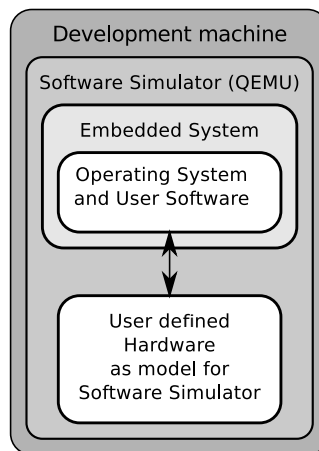 Development machine
Software Simulator (QEMU)
Embedded System
Operating System
and User Software
User defined
Hardware
as model for
Software Simulator